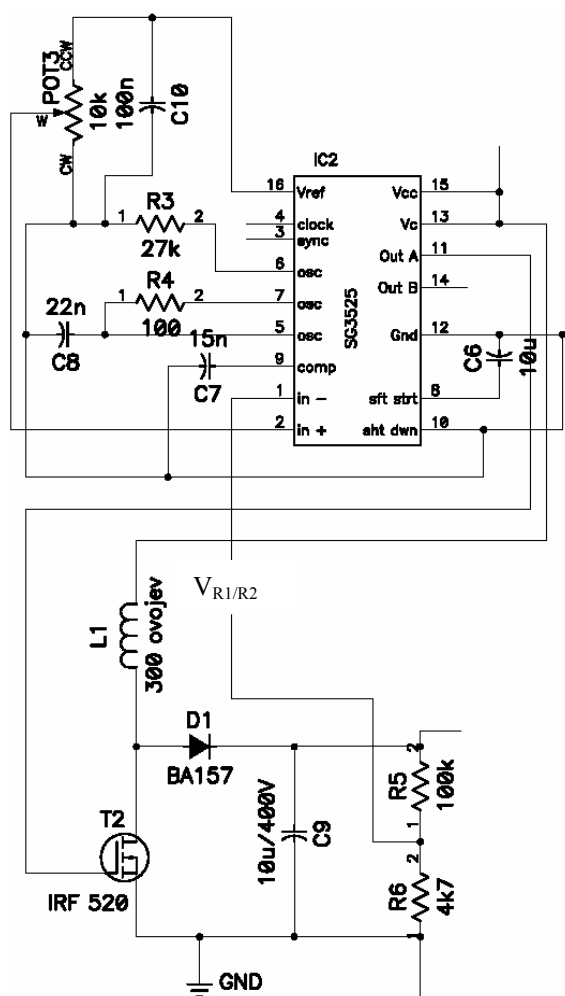 CCW
POT3
W
10k
CW
100n
C10
IC2
16 Vref
Vcc 15
4 clock
Vc 13
3 sync
Out A 11
6 osc
Out B 14
7 osc
5 osc
Gnd 12
9 comp
1 in -
sft strt 8
2 in +
sht dwn 10
SG3525
1 R3 2
27k
1 R4 2
100
22n
C8
15n
C7
C6
10u
V_R1/R2
L1
300 ovojev
D1
BA157
T2
IRF 520
10u/400V
C9
2
R5
100k
1
2
R6
4k7
1
GND